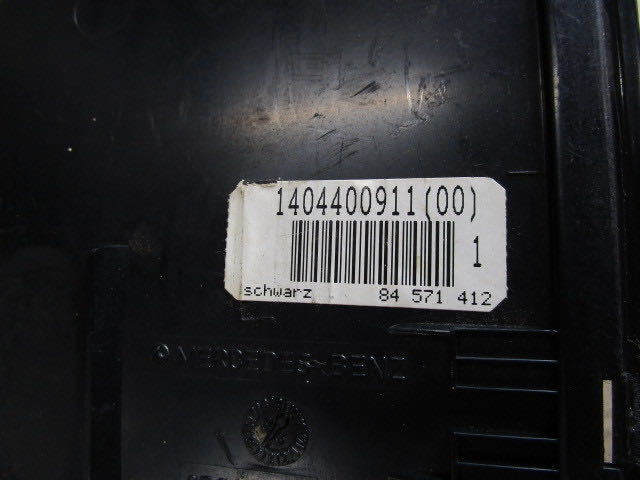 1404400911(00)
1
schwarz 84 571 412
MERCEDES-BENZ